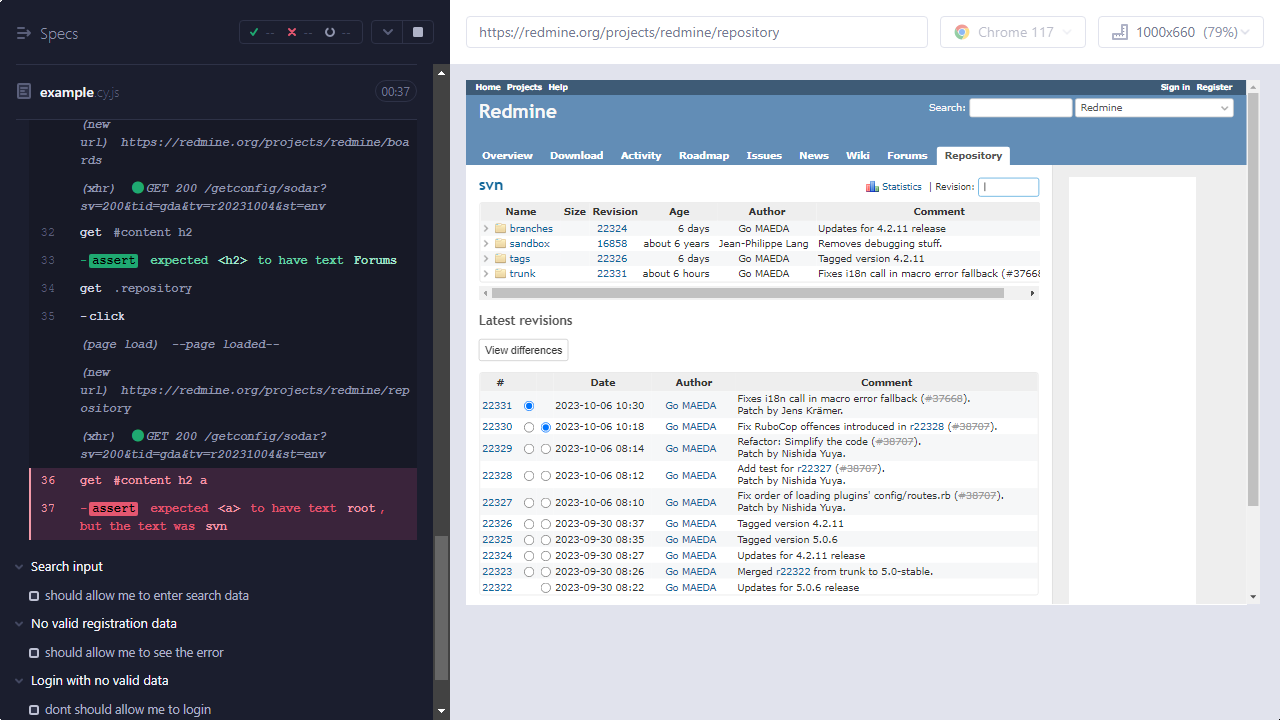 Specs
-- -- --
example.cy.js
00:37
(new
url) https://redmine.org/projects/redmine/boa
rds
(xhr) GET 200 /getconfig/sodar?
sv=200&tid=gda&tv=r20231004&st=env
32 get #content h2
33 -assert expected <h2> to have text Forums
34 get .repository
35 -click
(page load) --page loaded--
(new
url) https://redmine.org/projects/redmine/rep
ository
(xhr) GET 200 /getconfig/sodar?
sv=200&tid=gda&tv=r20231004&st=env
36 get #content h2 a
37 -assert expected <a> to have text root,
but the text was svn
Search input
should allow me to enter search data
No valid registration data
should allow me to see the error
Login with no valid data
dont should allow me to login
https://redmine.org/projects/redmine/repository
Chrome 117
1000x660 (79%)
Home Projects Help
Sign in Register
Redmine
Search:
Redmine
Overview Download Activity Roadmap Issues News Wiki Forums Repository
svn
Statistics | Revision:
Name Size Revision Age Author Comment
branches 22324 6 days Go MAEDA Updates for 4.2.11 release
sandbox 16858 about 6 years Jean-Philippe Lang Removes debugging stuff.
tags 22326 6 days Go MAEDA Tagged version 4.2.11
trunk 22331 about 6 hours Go MAEDA Fixes i18n call in macro error fallback (#37668
Latest revisions
View differences
# Date Author Comment
22331 2023-10-06 10:30 Go MAEDA Fixes i18n call in macro error fallback (#37668).
Patch by Jens Krämer.
22330 2023-10-06 10:18 Go MAEDA Fix RuboCop offences introduced in r22328 (#38707).
22329 2023-10-06 08:14 Go MAEDA Refactor: Simplify the code (#38707).
Patch by Nishida Yuya.
22328 2023-10-06 08:12 Go MAEDA Add test for r22327 (#38707).
Patch by Nishida Yuya.
22327 2023-10-06 08:10 Go MAEDA Fix order of loading plugins' config/routes.rb (#38707).
Patch by Nishida Yuya.
22326 2023-09-30 08:37 Go MAEDA Tagged version 4.2.11
22325 2023-09-30 08:35 Go MAEDA Tagged version 5.0.6
22324 2023-09-30 08:27 Go MAEDA Updates for 4.2.11 release
22323 2023-09-30 08:26 Go MAEDA Merged r22322 from trunk to 5.0-stable.
22322 2023-09-30 08:22 Go MAEDA Updates for 5.0.6 release